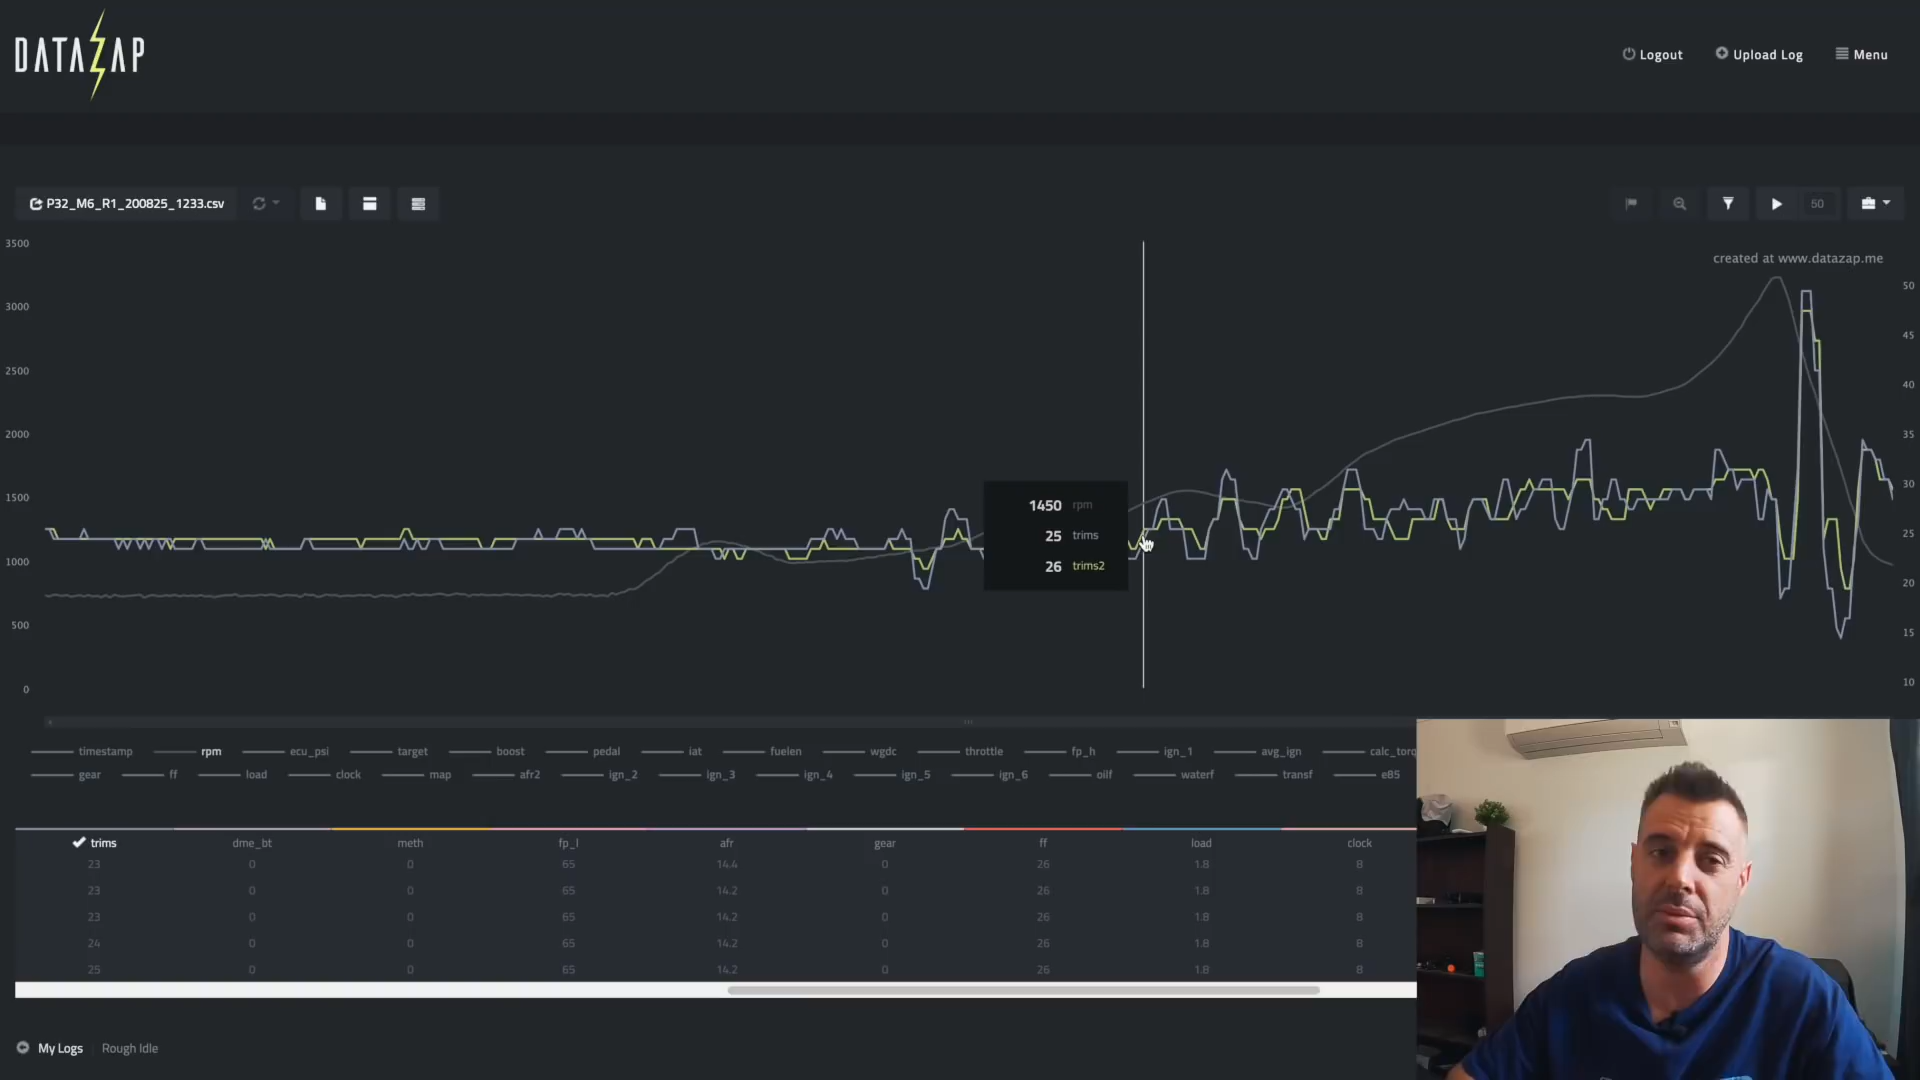 DATAZAP
Logout
Upload Log
Menu
P32_M6_R1_200825_1233.csv
50
created at www.datazap.me
3500
3000
2500
2000
1500
1000
500
0
50
45
40
35
30
25
20
15
10
1450 rpm
25 trims
26 trims2
timestamp rpm ecu_psi target boost pedal iat fuelen wgdc throttle fp_h ign_1 avg_ign calc_torq
gear ff load clock map afr2 ign_2 ign_3 ign_4 ign_5 ign_6 oilf waterf transf e85
trims dme_bt meth fp_l afr gear ff load clock
23 0 0 65 14.4 0 26 1.8 8
23 0 0 65 14.2 0 26 1.8 8
23 0 0 65 14.2 0 26 1.8 8
24 0 0 65 14.2 0 26 1.8 8
25 0 0 65 14.2 0 26 1.8 8
My Logs Rough Idle